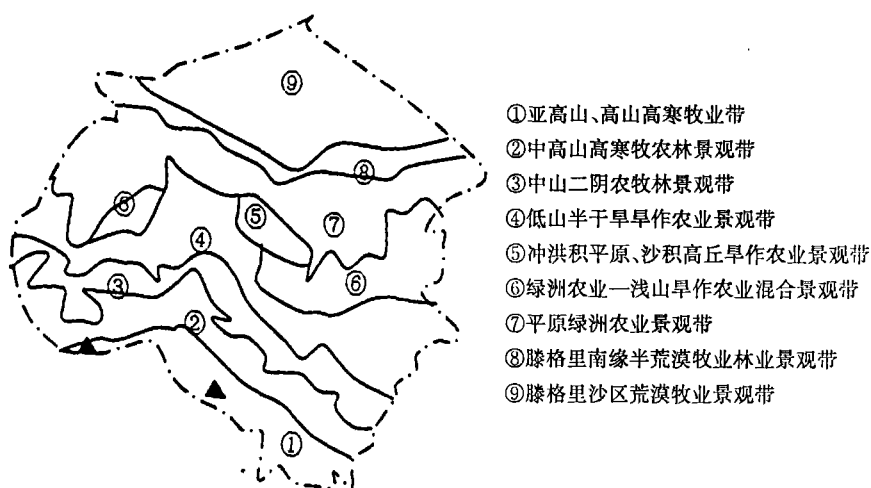 ⑨
⑧
⑤
⑦
④
⑥
③
②
①
①亚高山、高山高寒牧业带
②中高山高寒牧农林景观带
③中山二阴农牧林景观带
④低山半干旱旱作农业景观带
⑤冲洪积平原、沙积高丘旱作农业景观带
⑥绿洲农业—浅山旱作农业混合景观带
⑦平原绿洲农业景观带
⑧滕格里南缘半荒漠牧业林业景观带
⑨滕格里沙区荒漠牧业景观带